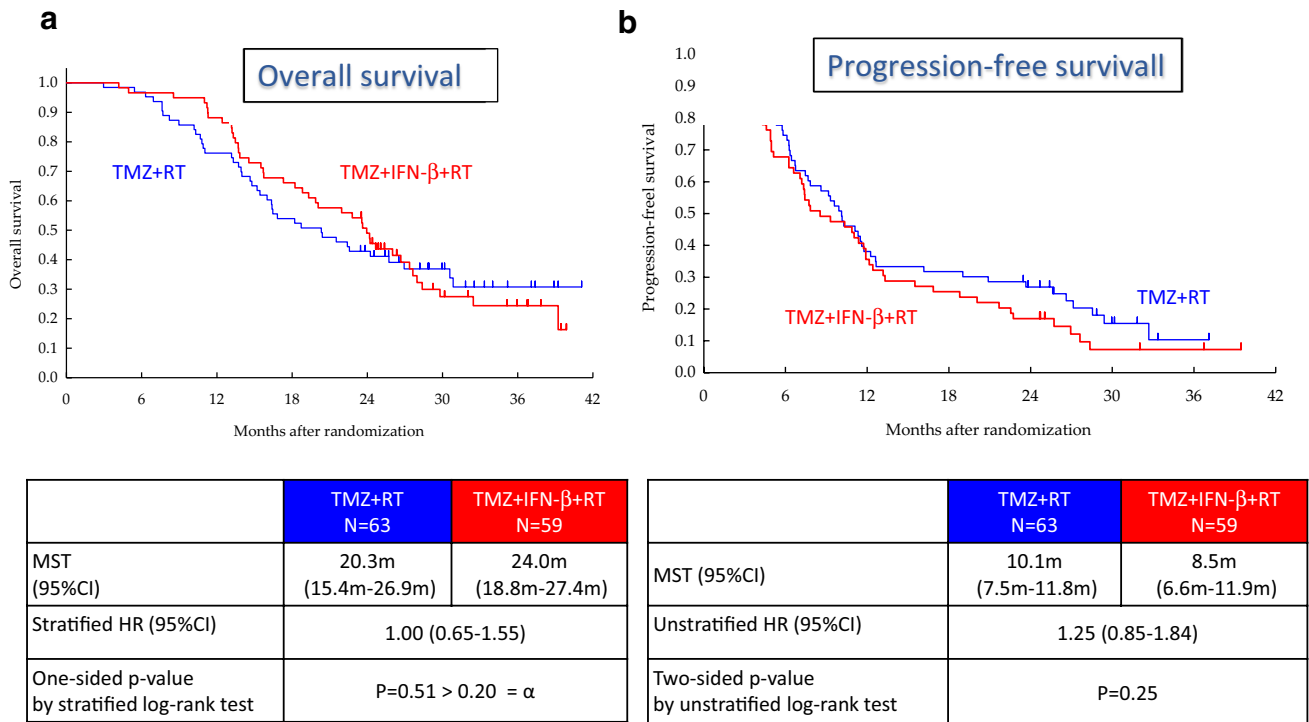 a
Overall survival
1.0
0.9
0.8
0.7
0.6
0.5
0.4
0.3
0.2
0.1
0.0
Overall survival
TMZ+RT
TMZ+IFN-β+RT
0 6 12 18 24 30 36 42
Months after randomization
b
Progression-free survivall
1.0
0.9
0.8
0.7
0.6
0.5
0.4
0.3
0.2
0.1
0.0
Progression-freel survival
TMZ+RT
TMZ+IFN-β+RT
0 6 12 18 24 30 36 42
Months after randomization
TMZ+RT TMZ+IFN-β+RT
N=63 N=59
MST 20.3m 24.0m
(95%CI) (15.4m-26.9m) (18.8m-27.4m)
Stratified HR (95%CI) 1.00 (0.65-1.55)
One-sided p-value
by stratified log-rank test P=0.51 > 0.20 = α
TMZ+RT TMZ+IFN-β+RT
N=63 N=59
MST (95%CI) 10.1m 8.5m
(7.5m-11.8m) (6.6m-11.9m)
Unstratified HR (95%CI) 1.25 (0.85-1.84)
Two-sided p-value
by unstratified log-rank test P=0.25